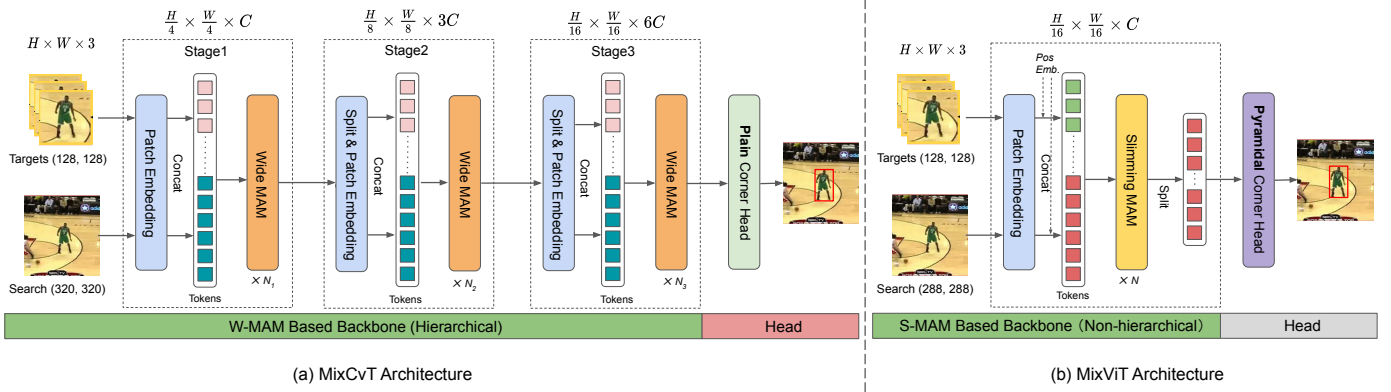 H × W × 3
Targets (128, 128)
Search (320, 320)
H/4 × W/4 × C
Stage1
Patch Embedding
Concat
Wide MAM
× N₁
Tokens
H/8 × W/8 × 3C
Stage2
Split & Patch Embedding
Concat
Wide MAM
× N₂
Tokens
H/16 × W/16 × 6C
Stage3
Split & Patch Embedding
Concat
Wide MAM
× N₃
Tokens
Plain Corner Head
W-MAM Based Backbone (Hierarchical)
Head
(a) MixCvT Architecture
H × W × 3
Targets (128, 128)
Search (288, 288)
H/16 × W/16 × C
Pos
Emb.
Patch Embedding
Concat
Tokens
Slimming MAM
× N
Split
Pyramidal Corner Head
S-MAM Based Backbone (Non-hierarchical)
Head
(b) MixViT Architecture